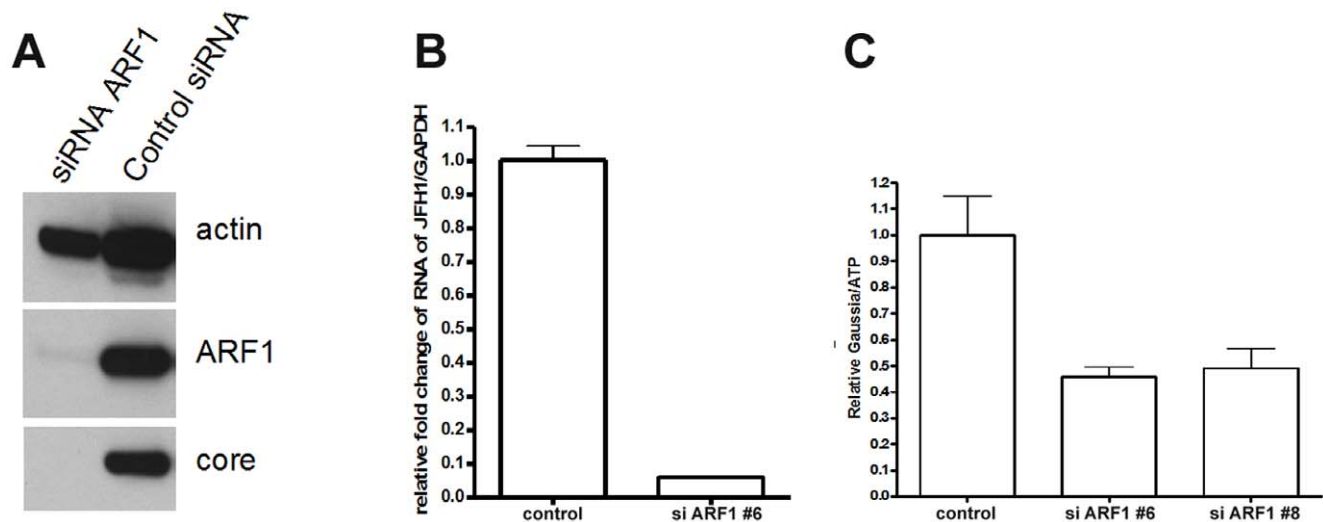 A
siRNA ARF1
Control siRNA
actin
ARF1
core
B
relative fold change of RNA of JFH1/GAPDH
1.1
1.0
0.9
0.8
0.7
0.6
0.5
0.4
0.3
0.2
0.1
0.0
control
si ARF1 #6
C
Relative Gaussia/ATP
1.2
1.1
1.0
0.9
0.8
0.7
0.6
0.5
0.4
0.3
0.2
0.1
0.0
control
si ARF1 #6
si ARF1 #8